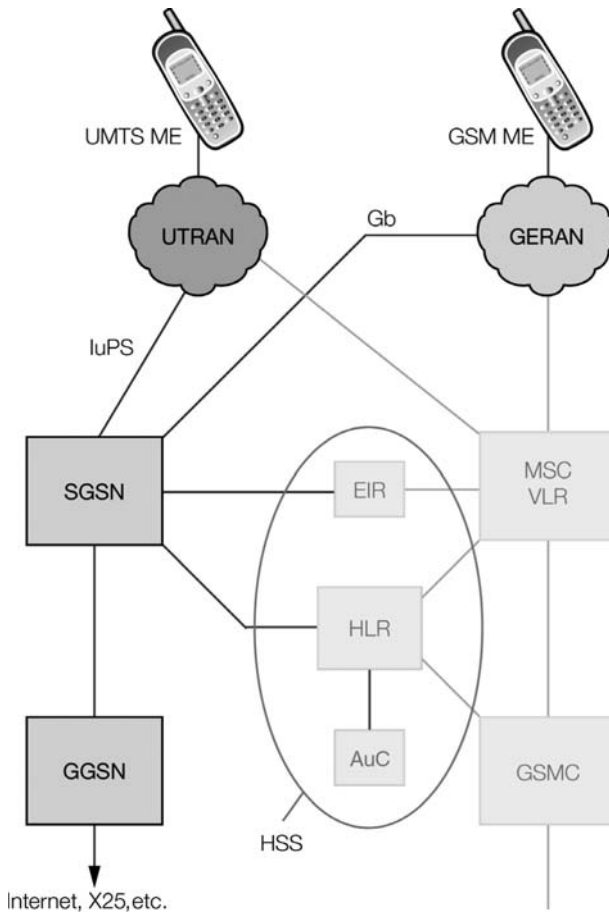 UMTS ME
GSM ME
UTRAN
Gb
GERAN
IuPS
SGSN
EIR
MSC
VLR
HLR
GGSN
AuC
GSMC
HSS
Internet, X25,etc.